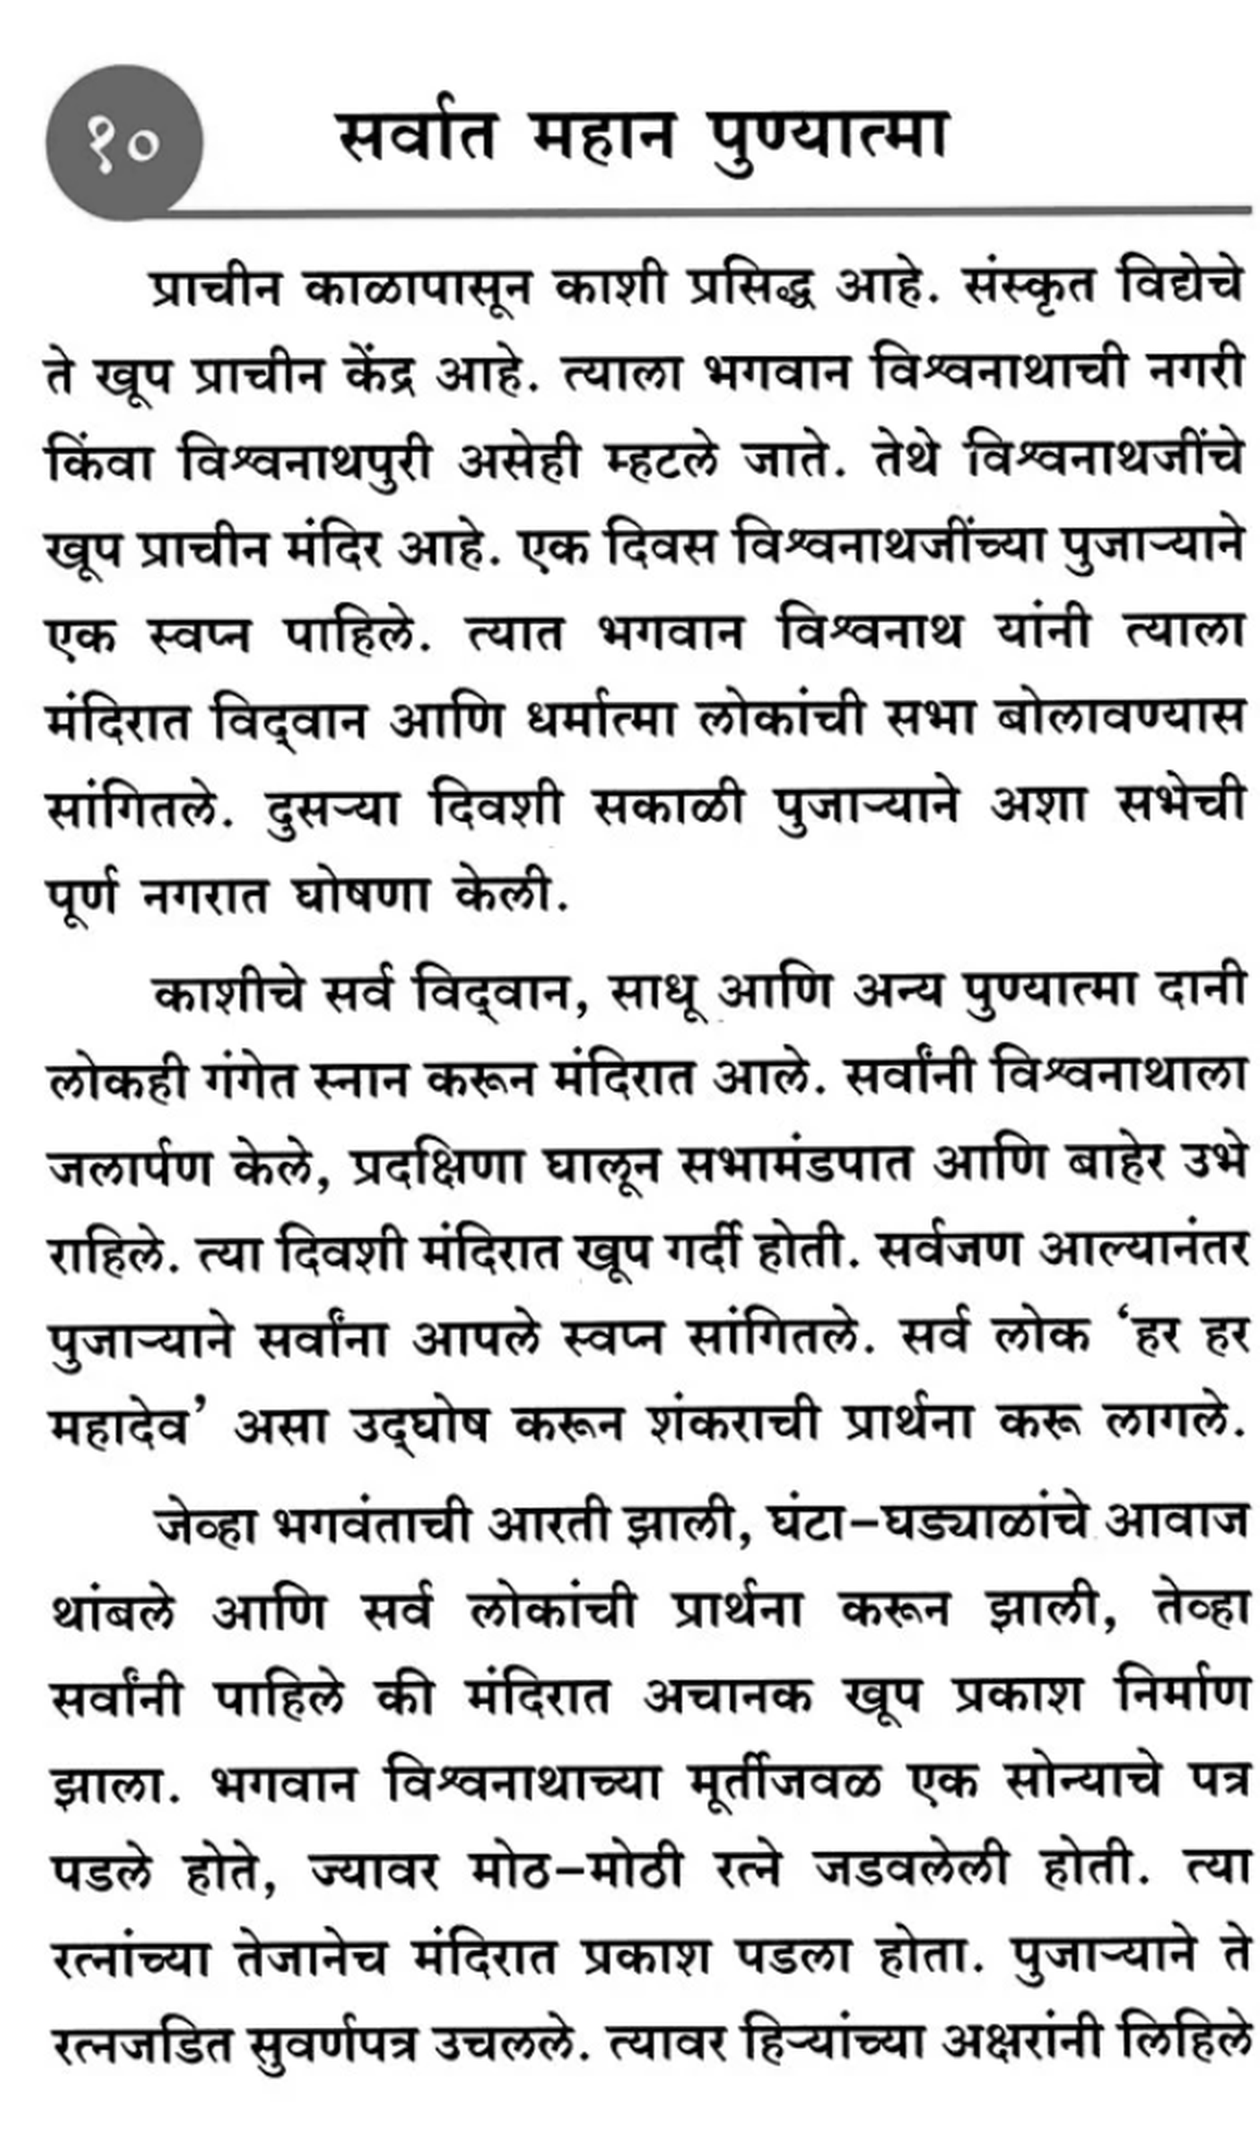 १०
सर्वात महान पुण्यात्मा
प्राचीन काळापासून काशी प्रसिद्ध आहे. संस्कृत विद्येचे
ते खूप प्राचीन केंद्र आहे. त्याला भगवान विश्वनाथाची नगरी
किंवा विश्वनाथपुरी असेही म्हटले जाते. तेथे विश्वनाथजींचे
खूप प्राचीन मंदिर आहे. एक दिवस विश्वनाथजींच्या पुजाऱ्याने
एक स्वप्न पाहिले. त्यात भगवान विश्वनाथ यांनी त्याला
मंदिरात विद्‌वान आणि धर्मात्मा लोकांची सभा बोलावण्यास
सांगितले. दुसऱ्या दिवशी सकाळी पुजाऱ्याने अशा सभेची
पूर्ण नगरात घोषणा केली.
काशीचे सर्व विद्‌वान, साधू आणि अन्य पुण्यात्मा दानी
लोकही गंगेत स्नान करून मंदिरात आले. सर्वांनी विश्वनाथाला
जलार्पण केले, प्रदक्षिणा घालून सभामंडपात आणि बाहेर उभे
राहिले. त्या दिवशी मंदिरात खूप गर्दी होती. सर्वजण आल्यानंतर
पुजाऱ्याने सर्वांना आपले स्वप्न सांगितले. सर्व लोक ‘हर हर
महादेव’ असा उद्‌घोष करून शंकराची प्रार्थना करू लागले.
जेव्हा भगवंताची आरती झाली, घंटा–घड्याळांचे आवाज
थांबले आणि सर्व लोकांची प्रार्थना करून झाली, तेव्हा
सर्वांनी पाहिले की मंदिरात अचानक खूप प्रकाश निर्माण
झाला. भगवान विश्वनाथाच्या मूर्तीजवळ एक सोन्याचे पत्र
पडले होते, ज्यावर मोठ–मोठी रत्ने जडवलेली होती. त्या
रत्नांच्या तेजानेच मंदिरात प्रकाश पडला होता. पुजाऱ्याने ते
रत्नजडित सुवर्णपत्र उचलले. त्यावर हिऱ्यांच्या अक्षरांनी लिहिले